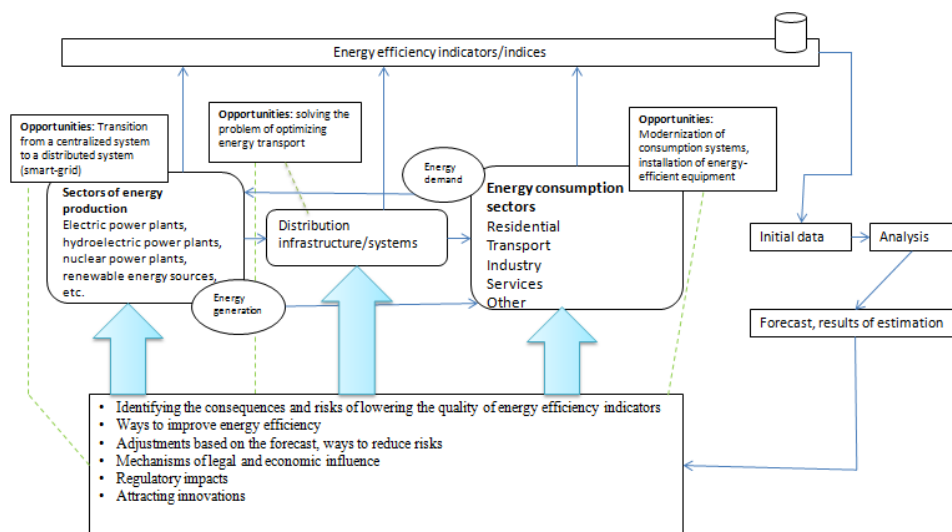 Energy efficiency indicators/indices
Opportunities: Transition
from a centralized system
to a distributed system
(smart-grid)
Opportunities: solving the
problem of optimizing
energy transport
Opportunities:
Modernization of
consumption systems,
installation of energy-
efficient equipment
Energy
demand
Sectors of energy
production
Electric power plants,
hydroelectric power plants,
nuclear power plants,
renewable energy sources,
etc.
Distribution
infrastructure/systems
Energy consumption
sectors
Residential
Transport
Industry
Services
Other
Energy
generation
Initial data
Analysis
Forecast, results of estimation
• Identifying the consequences and risks of lowering the quality of energy efficiency indicators
• Ways to improve energy efficiency
• Adjustments based on the forecast, ways to reduce risks
• Mechanisms of legal and economic influence
• Regulatory impacts
• Attracting innovations